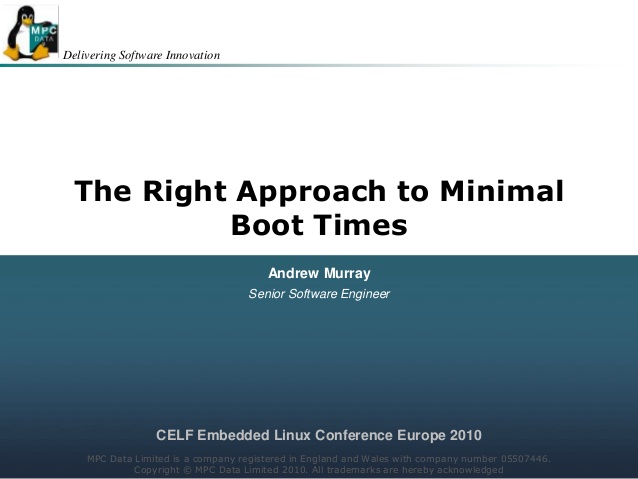 MPC
DATA
Delivering Software Innovation
The Right Approach to Minimal
Boot Times
Andrew Murray
Senior Software Engineer
CELF Embedded Linux Conference Europe 2010
MPC Data Limited is a company registered in England and Wales with company number 05507446.
Copyright © MPC Data Limited 2010. All trademarks are hereby acknowledged